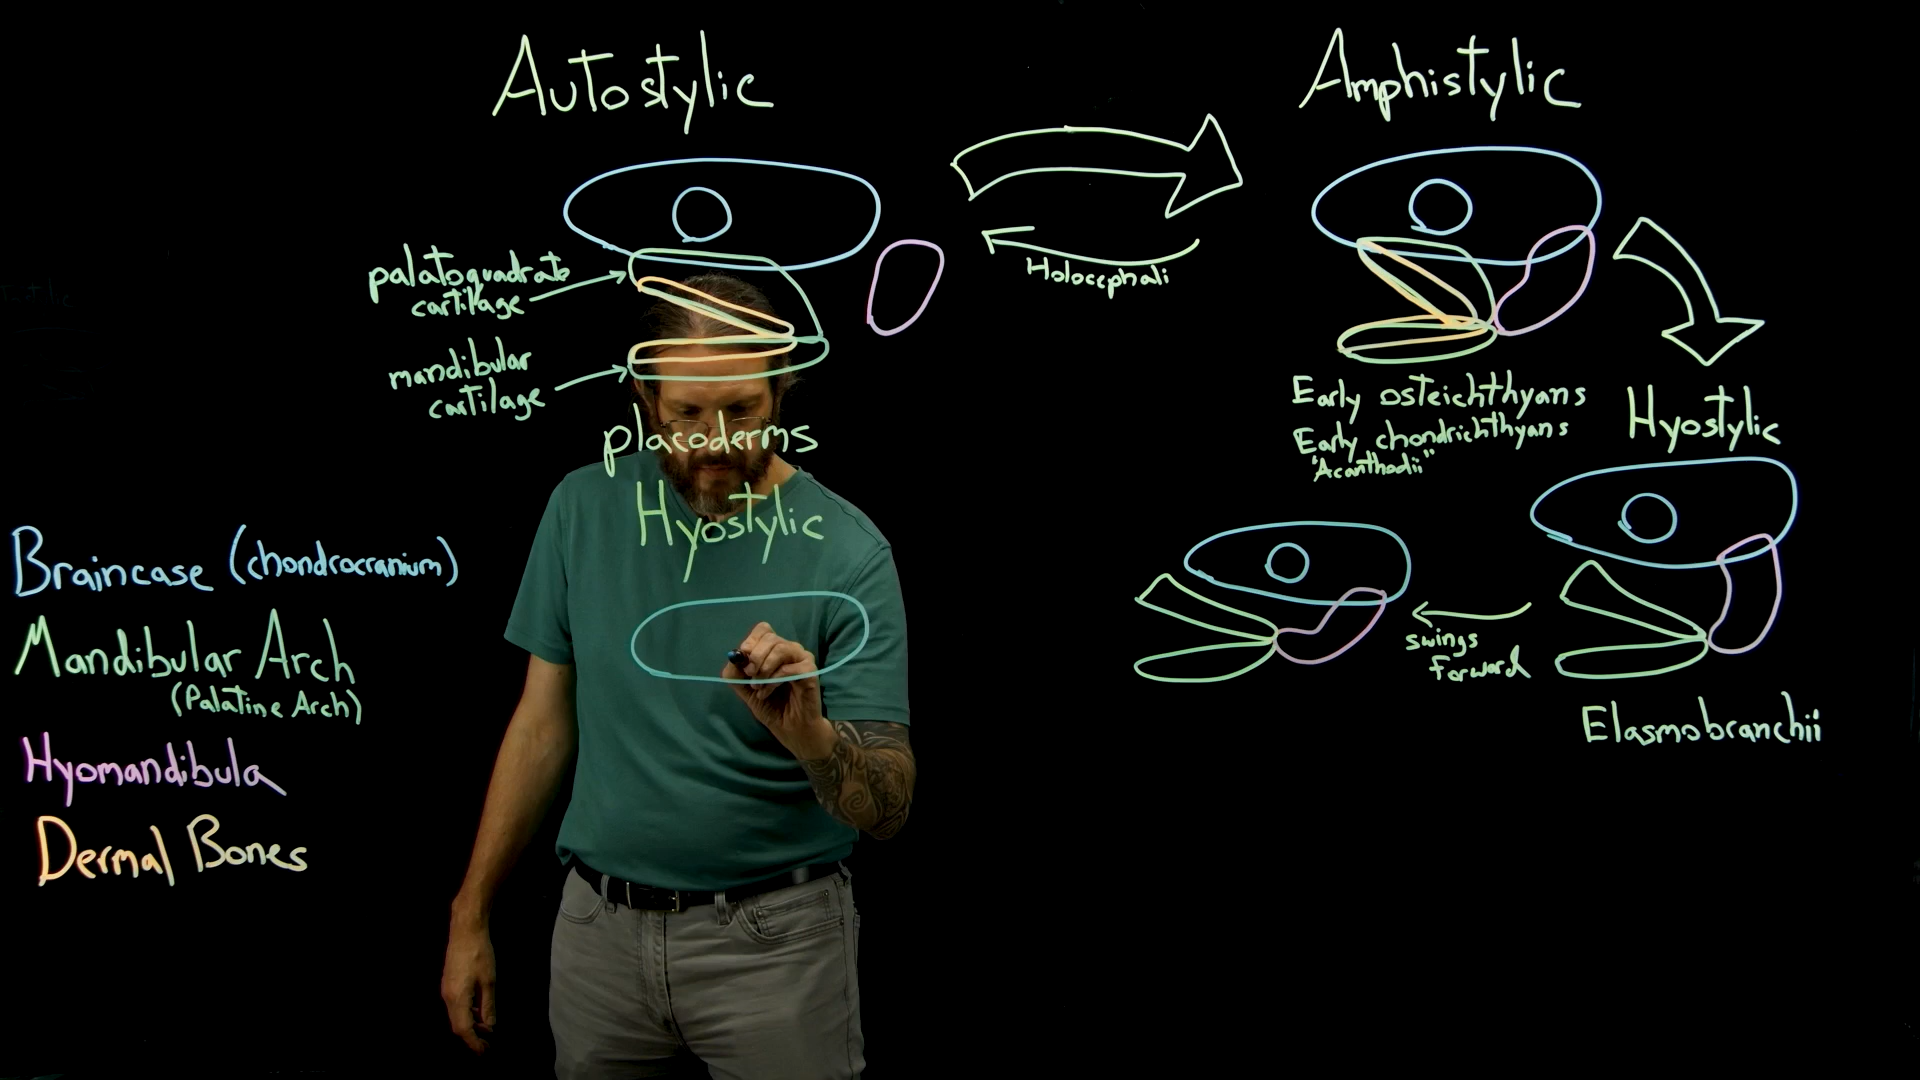 Autostylic
Amphistylic
palatoquadrate
cartilage
Holocephali
mandibular
cartilage
placoderms
Early osteichthyans
Early chondrichthyans
"Acanthodii"
Hyostylic
Hyostylic
Braincase (chondrocranium)
Mandibular Arch
(Palatine Arch)
swings
forward
Elasmobranchii
Hyomandibula
Dermal Bones